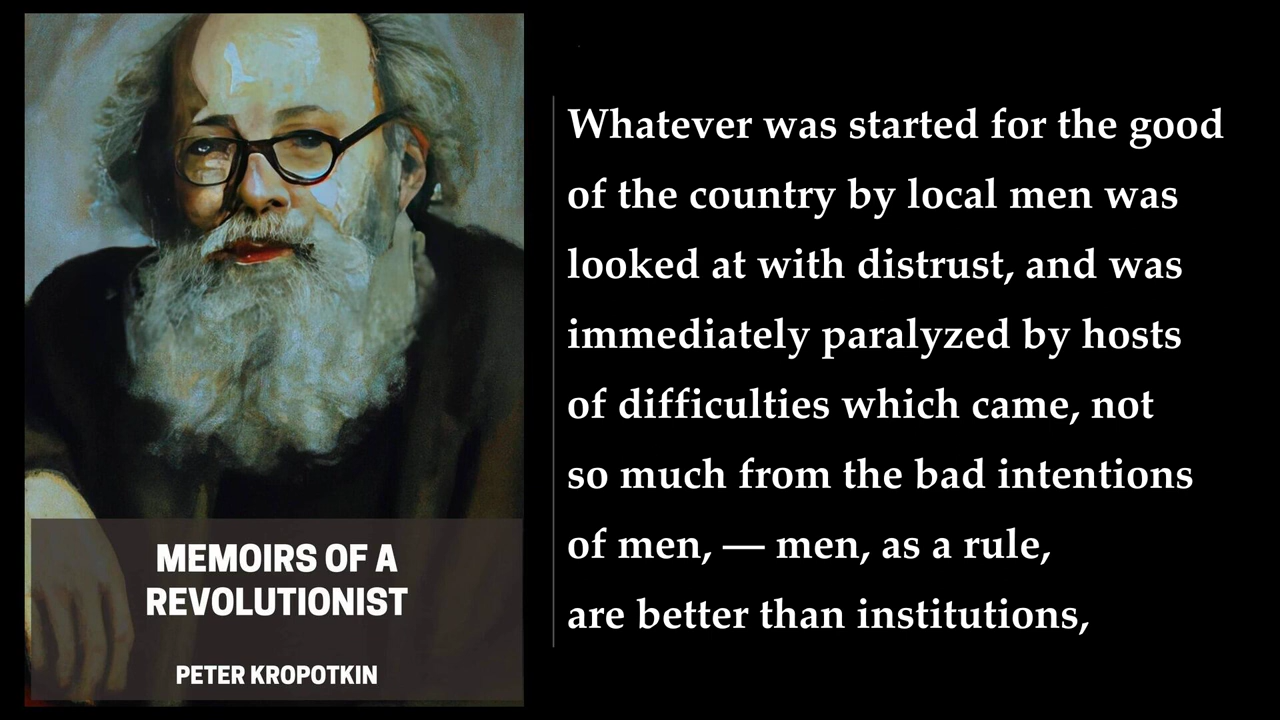 MEMOIRS OF A
REVOLUTIONIST
PETER KROPOTKIN
Whatever was started for the good
of the country by local men was
looked at with distrust, and was
immediately paralyzed by hosts
of difficulties which came, not
so much from the bad intentions
of men, — men, as a rule,
are better than institutions,